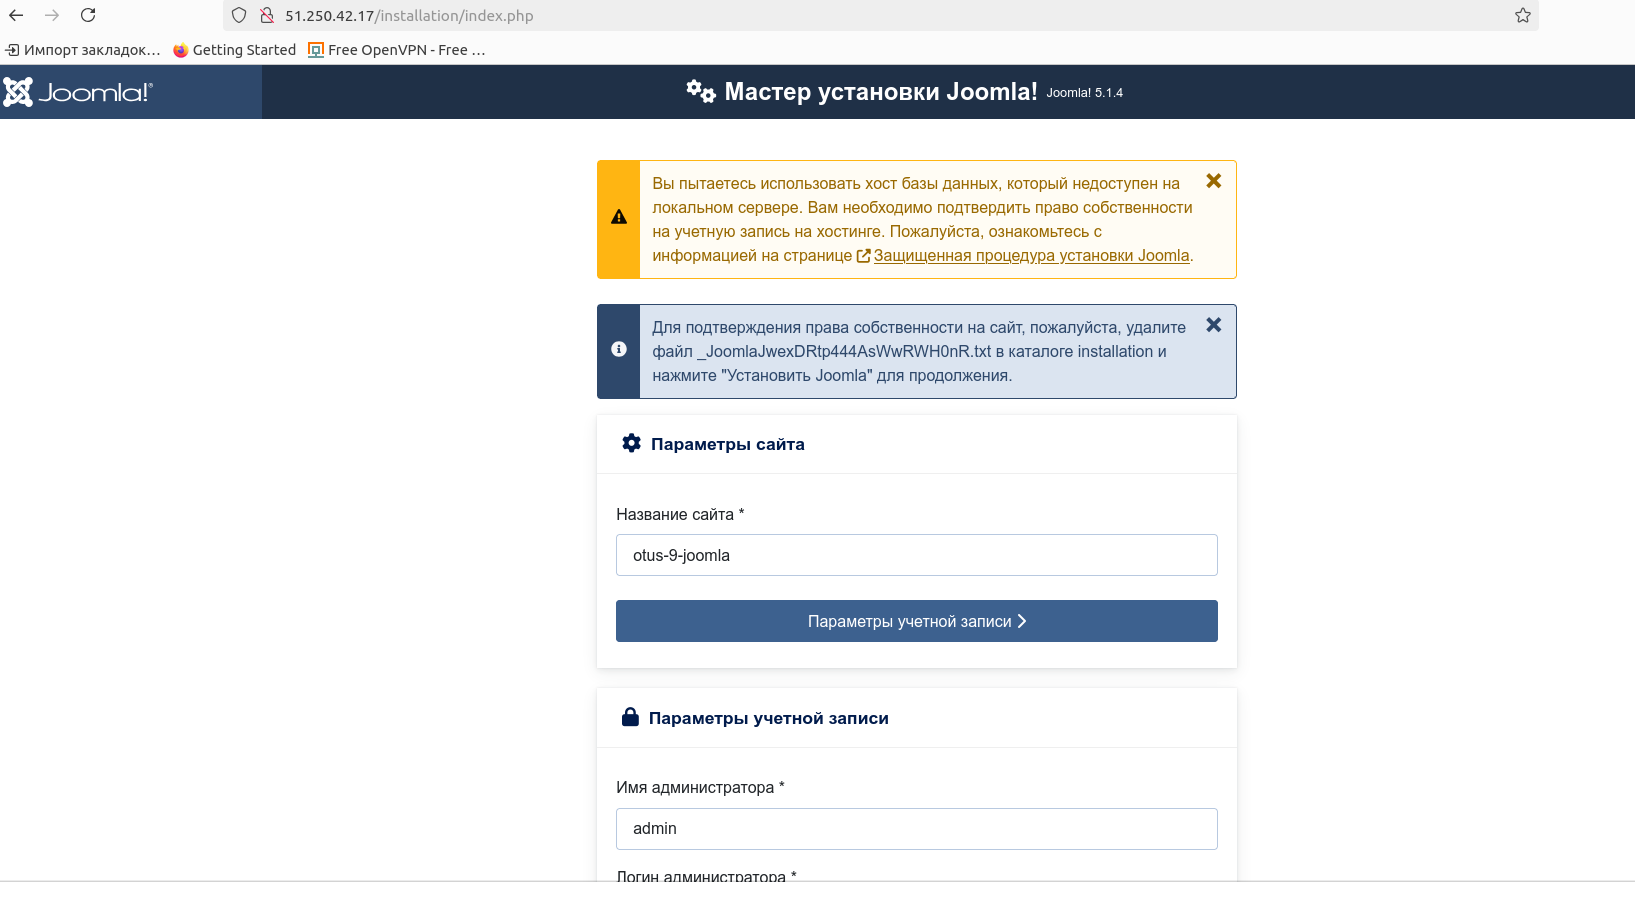 51.250.42.17/installation/index.php
Импорт закладок… Getting Started Free OpenVPN - Free …
Joomla!® Мастер установки Joomla! Joomla! 5.1.4
Вы пытаетесь использовать хост базы данных, который недоступен на
локальном сервере. Вам необходимо подтвердить право собственности
на учетную запись на хостинге. Пожалуйста, ознакомьтесь с
информацией на странице Защищенная процедура установки Joomla.
Для подтверждения права собственности на сайт, пожалуйста, удалите
файл _JoomlaJwexDRtp444AsWwRWH0nR.txt в каталоге installation и
нажмите "Установить Joomla" для продолжения.
Параметры сайта
Название сайта *
otus-9-joomla
Параметры учетной записи
Параметры учетной записи
Имя администратора *
admin
Логин администратора *